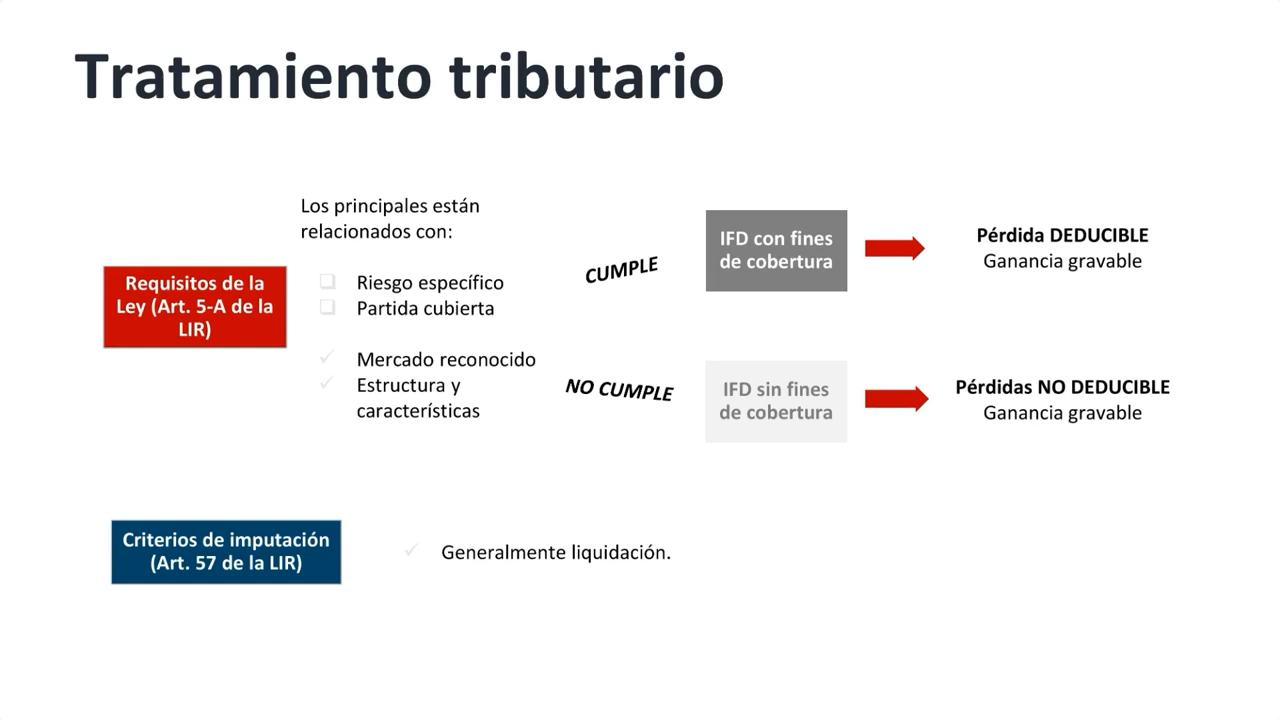 Tratamiento tributario
Los principales están
relacionados con:
Requisitos de la
Ley (Art. 5-A de la
LIR)
Riesgo específico
Partida cubierta
Mercado reconocido
Estructura y
características
CUMPLE
IFD con fines
de cobertura
Pérdida DEDUCIBLE
Ganancia gravable
NO CUMPLE
IFD sin fines
de cobertura
Pérdidas NO DEDUCIBLE
Ganancia gravable
Criterios de imputación
(Art. 57 de la LIR)
Generalmente liquidación.